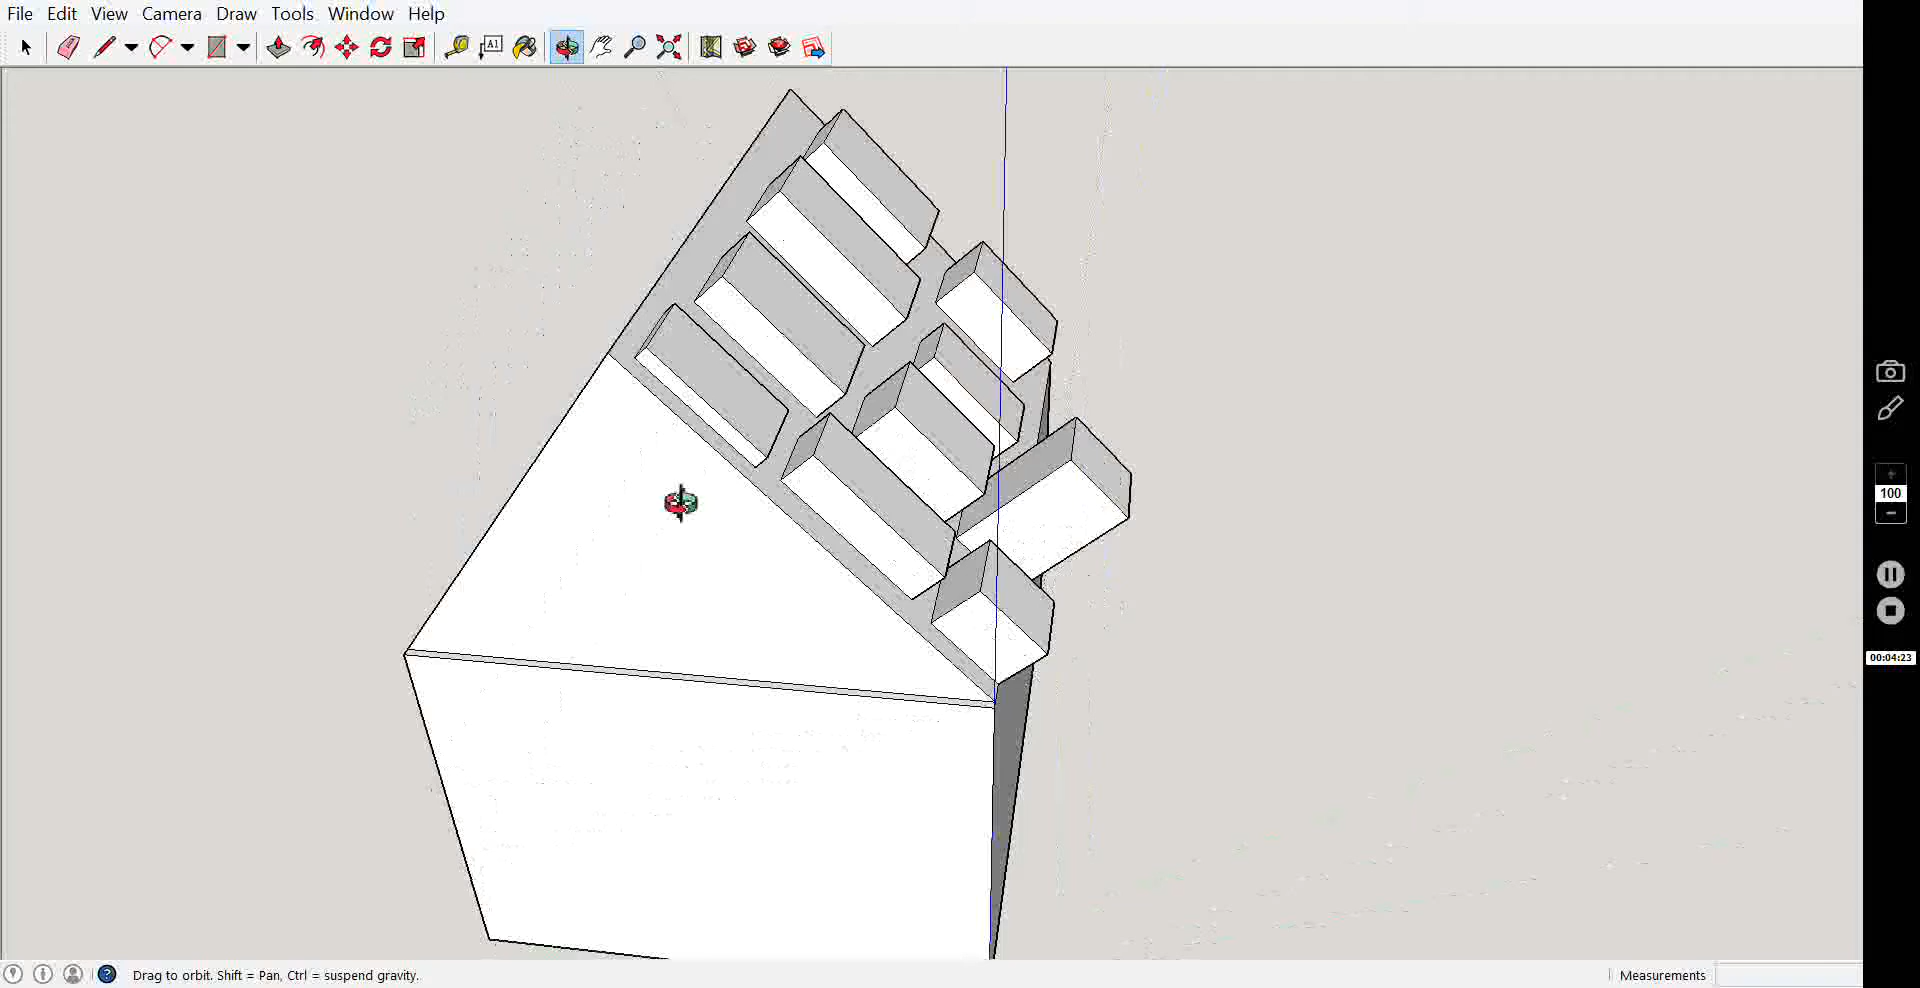 File Edit View Camera Draw Tools Window Help
A1
100
00:04:23
Drag to orbit. Shift = Pan, Ctrl = suspend gravity.
Measurements